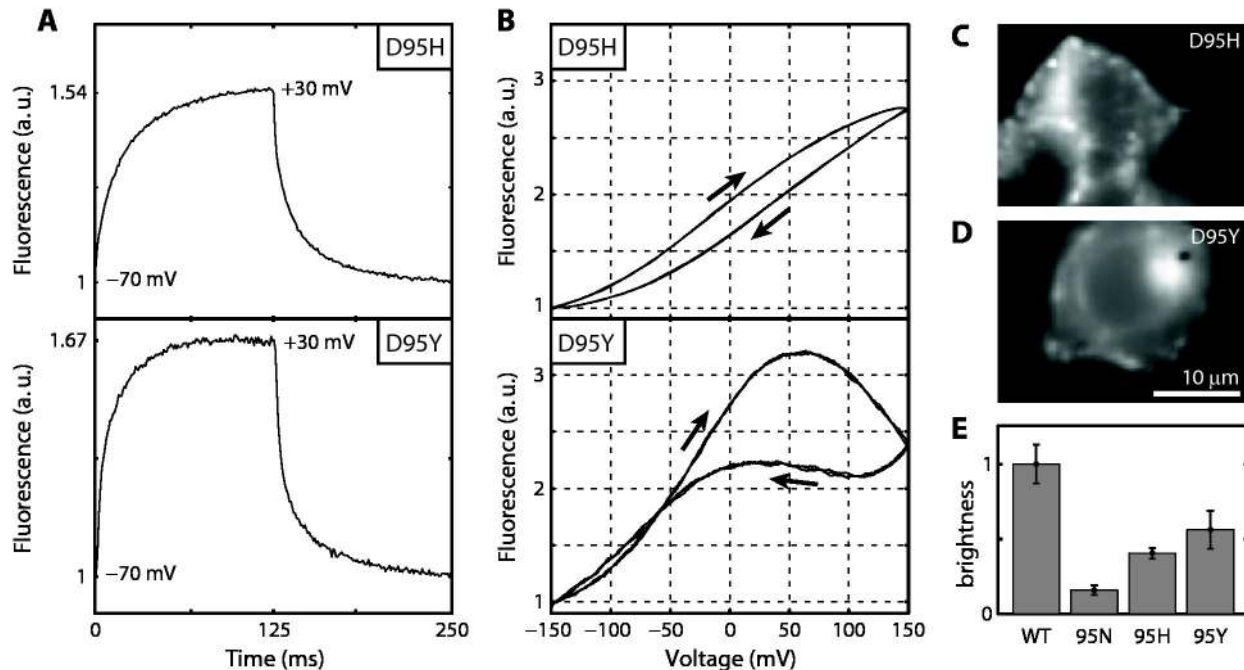 A
D95H
1.54
+30 mV
Fluorescence (a. u.)
1
−70 mV
D95Y
1.67
+30 mV
Fluorescence (a. u.)
1
−70 mV
0
125
250
Time (ms)
B
D95H
3
2
1
Fluorescence (a. u.)
D95Y
3
2
1
Fluorescence (a. u.)
−150
−100
−50
0
50
100
150
Voltage (mV)
C
D95H
D
D95Y
10 μm
E
1
0
brightness
WT
95N
95H
95Y